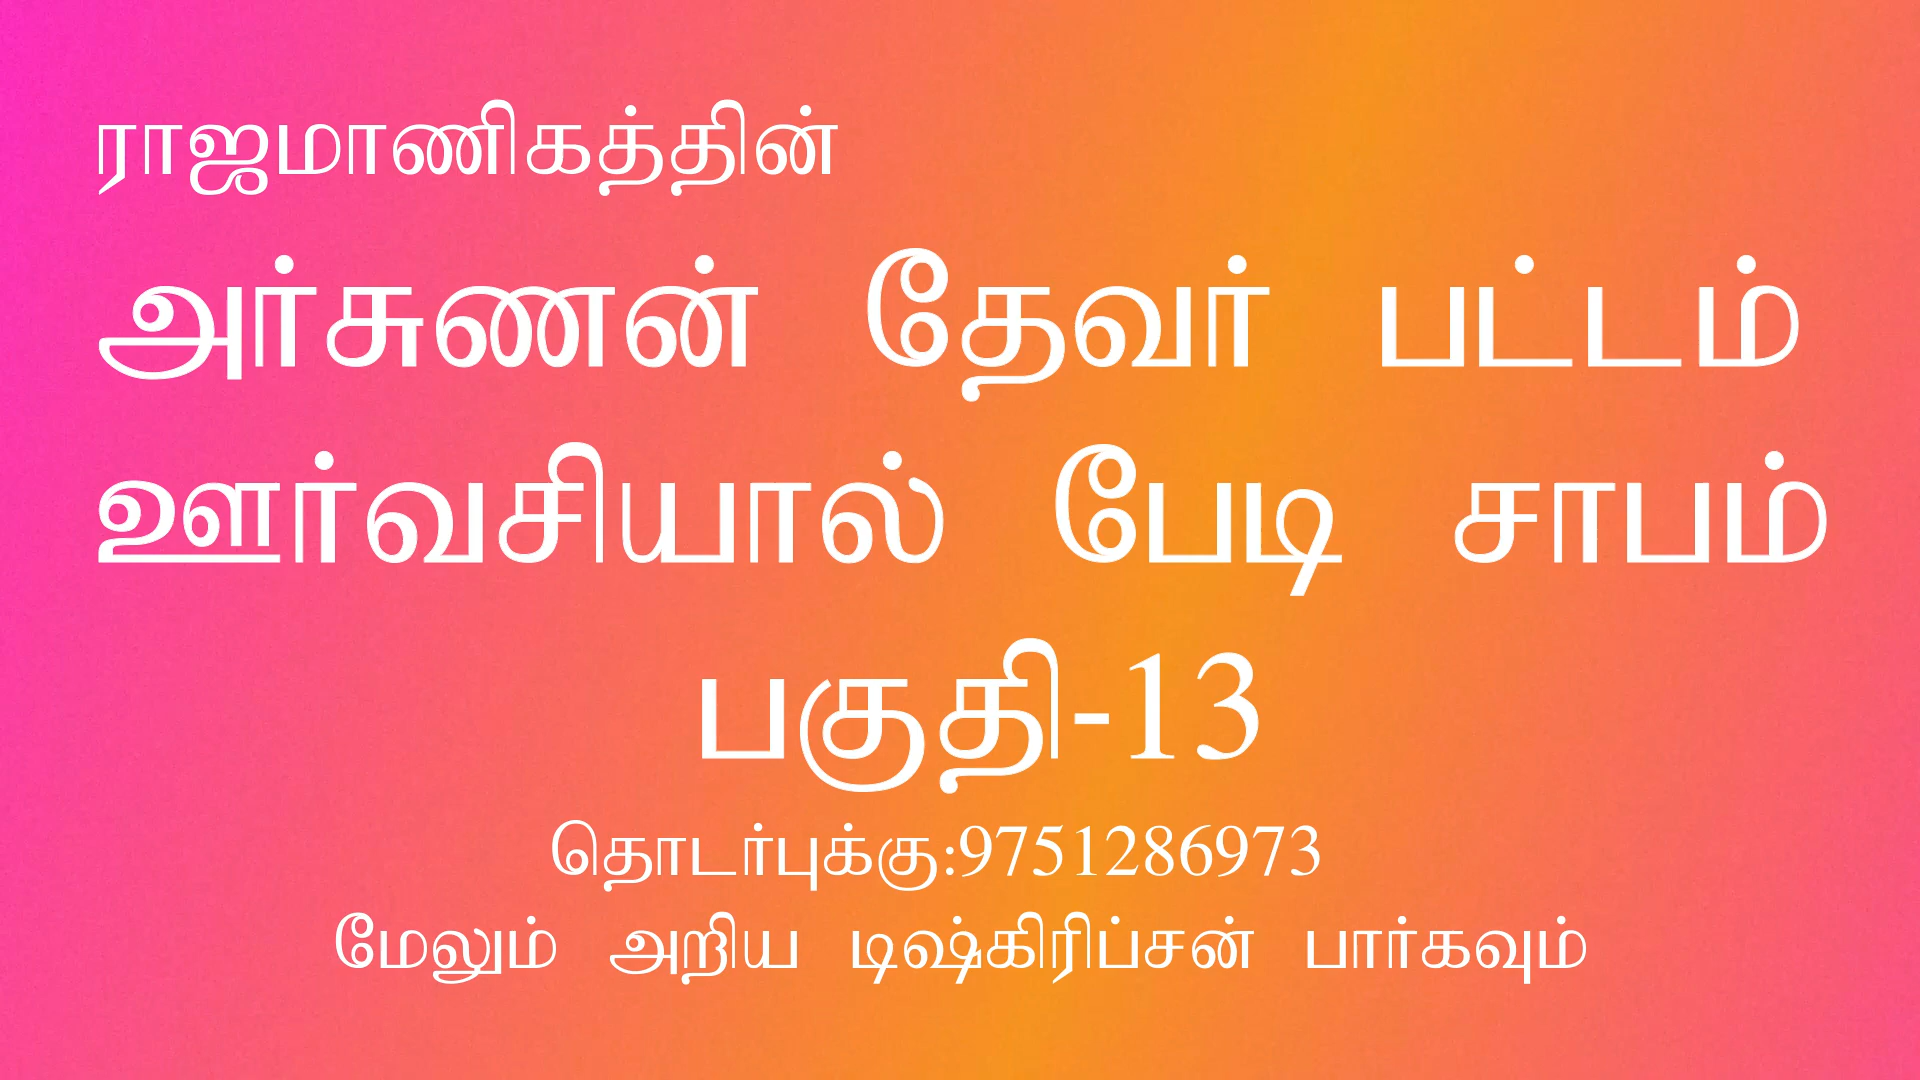 ராஜமாணிகத்தின்
அர்சுணன் தேவர் பட்டம்
ஊர்வசியால் பேடி சாபம்
பகுதி-13
தொடர்புக்கு:9751286973
மேலும் அறிய டிஷ்கிரிப்சன் பார்கவும்